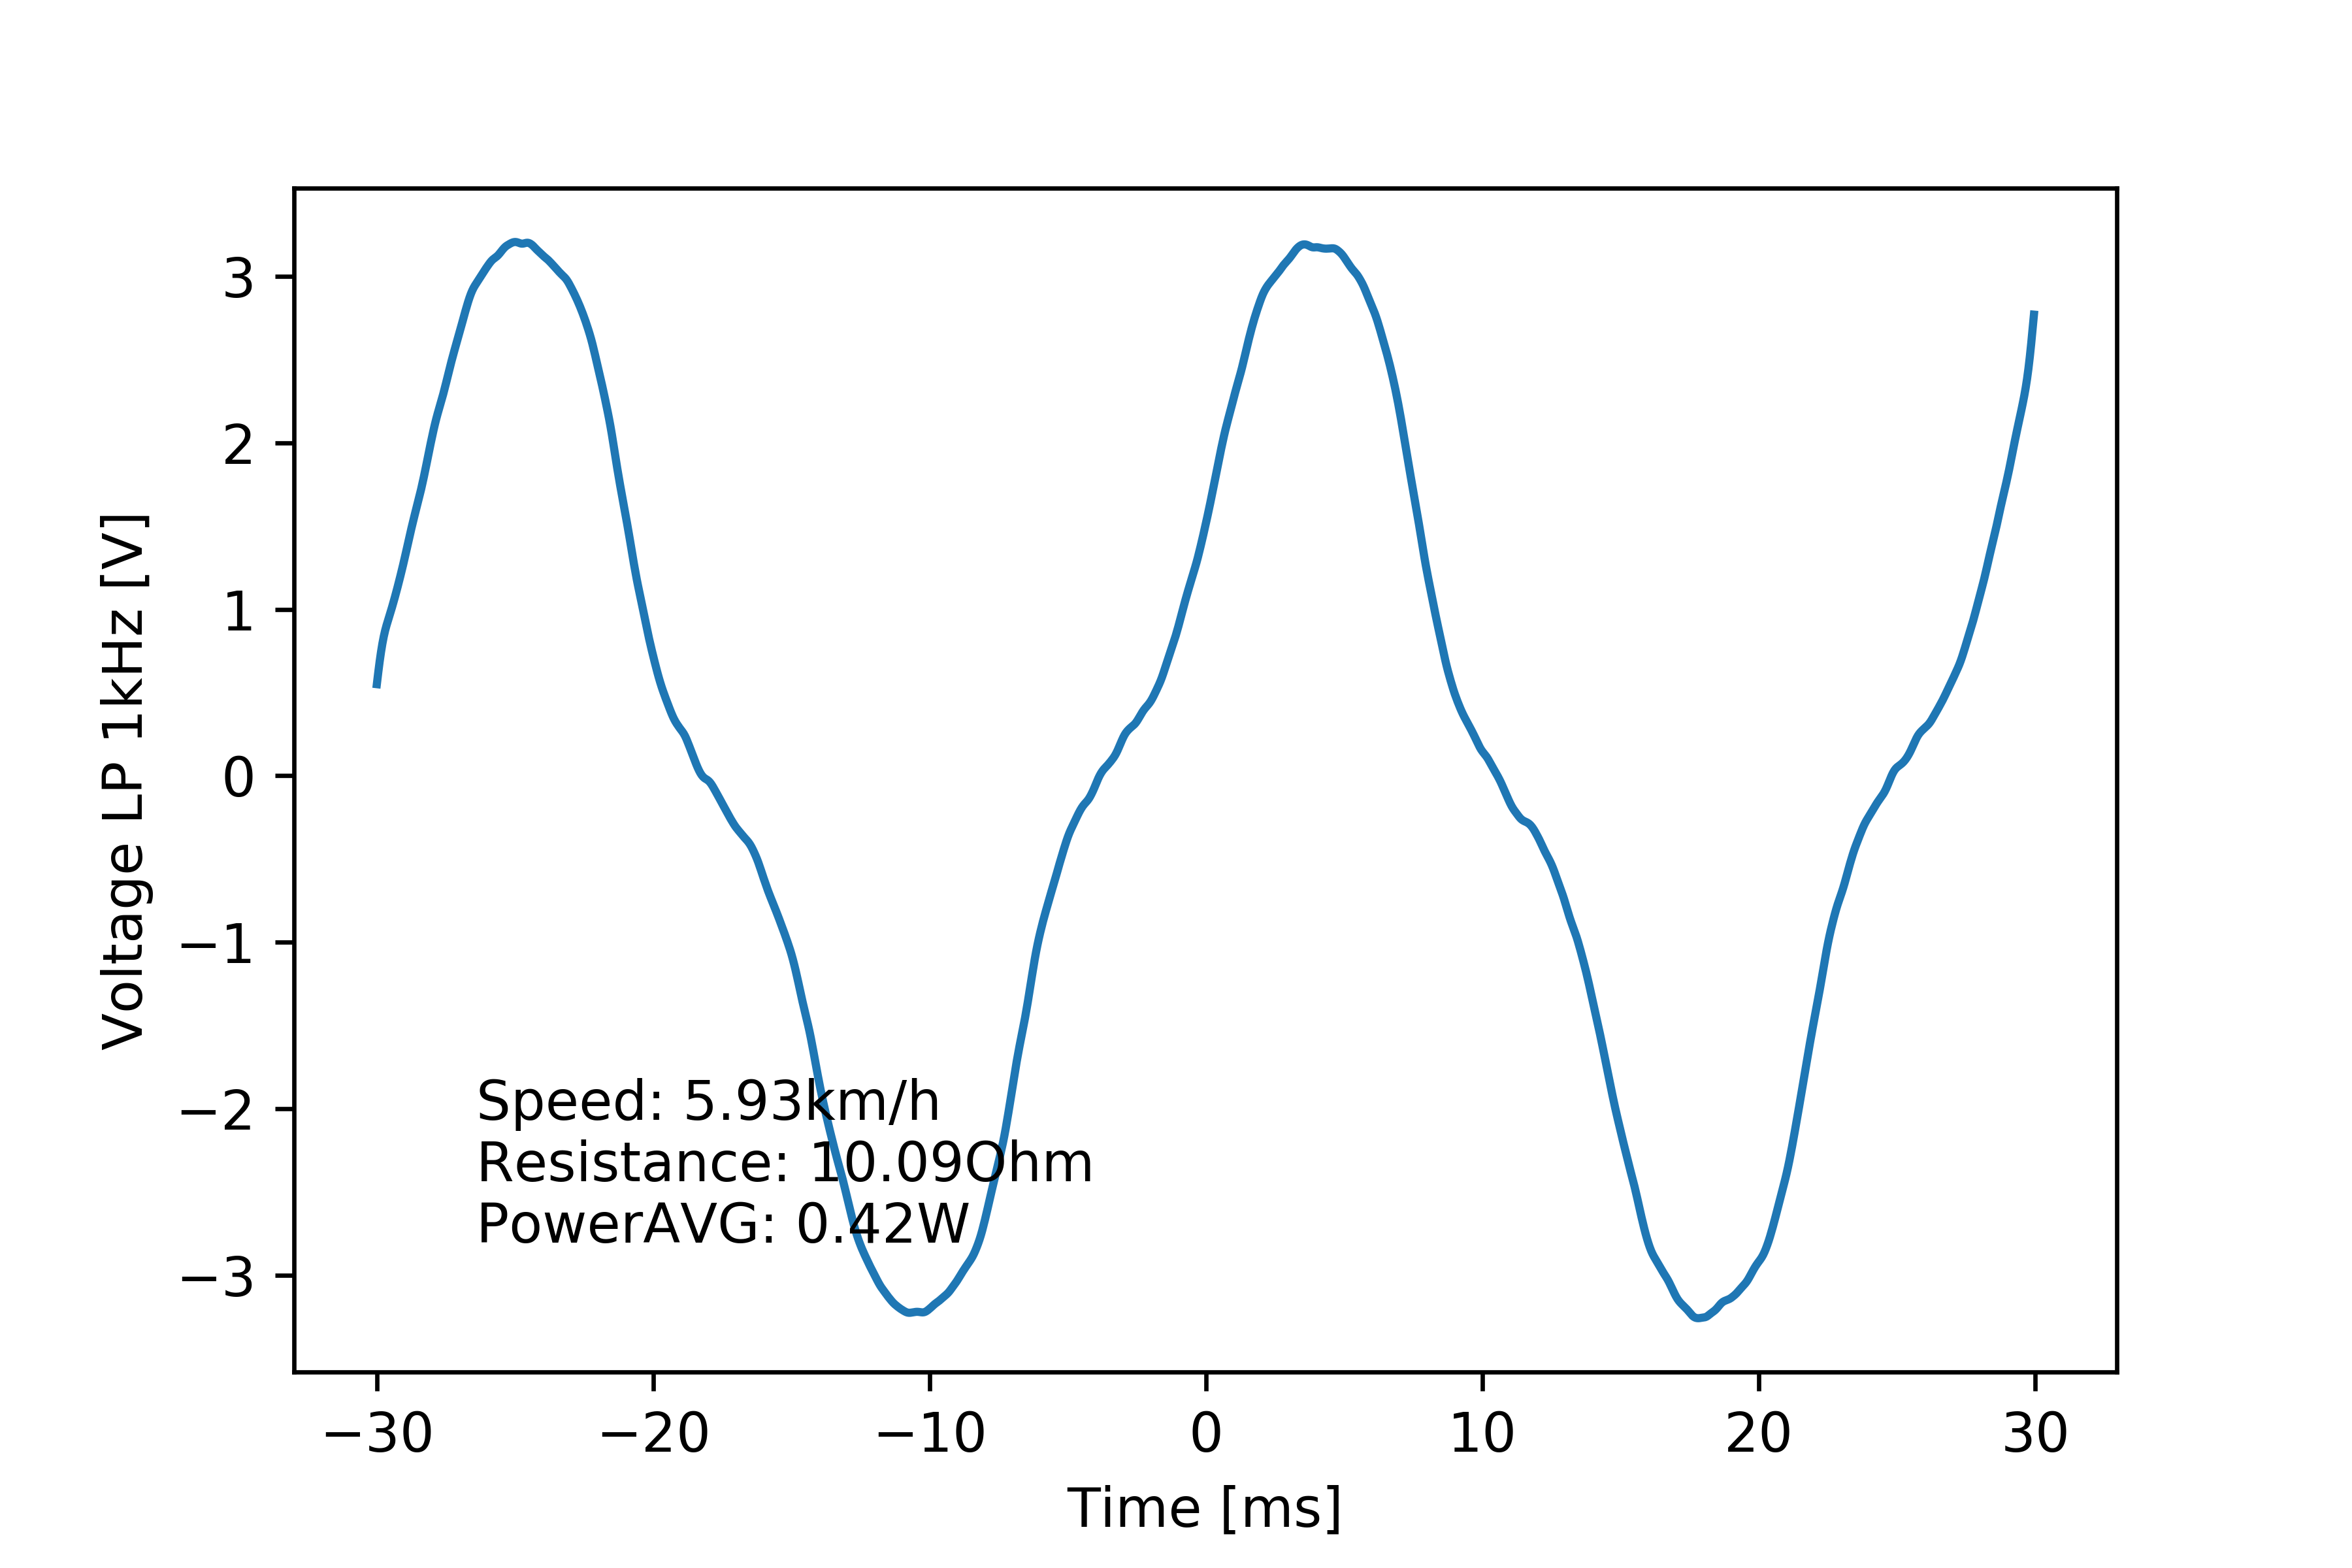 3
2
1
0
−1
−2
−3
Voltage LP 1kHz [V]
Speed: 5.93km/h
Resistance: 10.09Ohm
PowerAVG: 0.42W
−30 −20 −10 0 10 20 30
Time [ms]